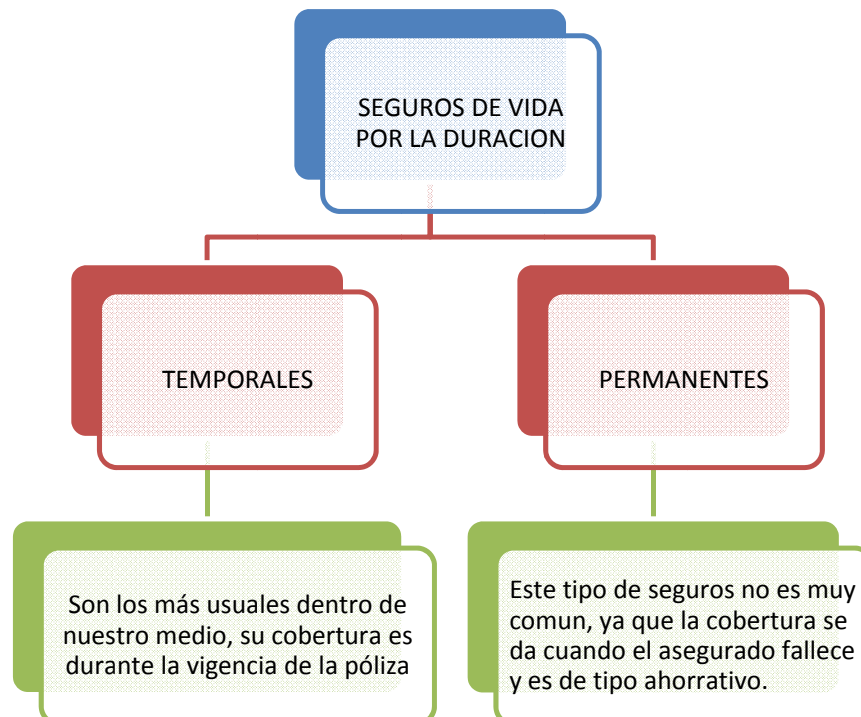 SEGUROS DE VIDA
POR LA DURACION
TEMPORALES
PERMANENTES
Son los más usuales dentro de
nuestro medio, su cobertura es
durante la vigencia de la póliza
Este tipo de seguros no es muy
comun, ya que la cobertura se
da cuando el asegurado fallece
y es de tipo ahorrativo.